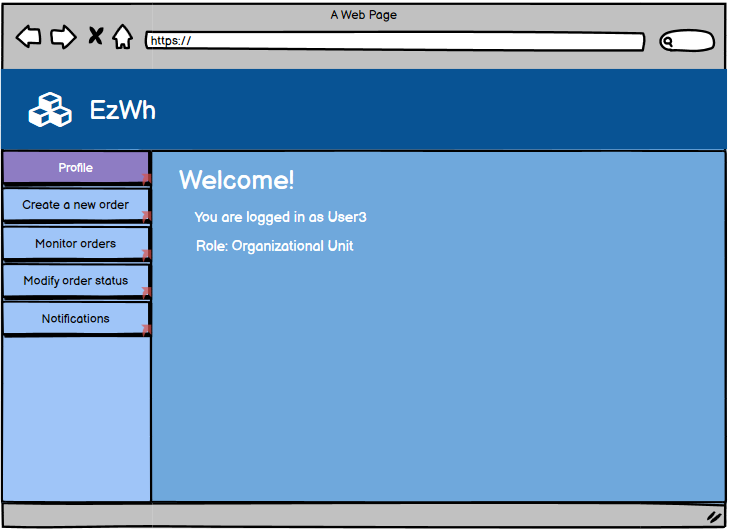 A Web Page
https://
EzWh
Profile
Create a new order
Monitor orders
Modify order status
Notifications
Welcome!
You are logged in as User3
Role: Organizational Unit